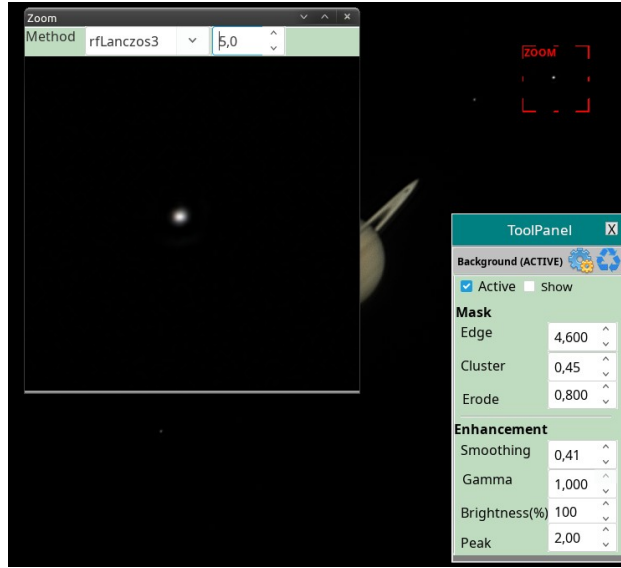 Zoom
Method rfLanczos3 5,0
ZOOM
ToolPanel X
Background (ACTIVE)
Active Show
Mask
Edge 4,600
Cluster 0,45
Erode 0,800
Enhancement
Smoothing 0,41
Gamma 1,000
Brightness(%) 100
Peak 2,00